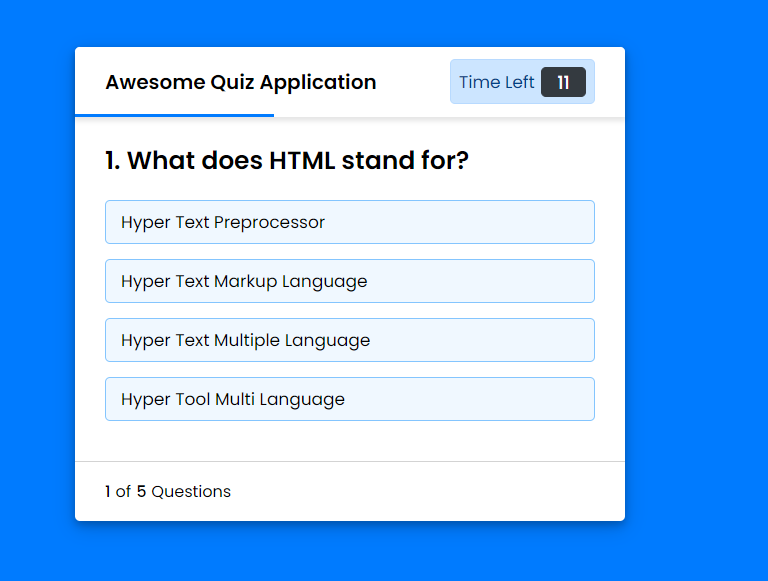 Awesome Quiz Application
Time Left 11
1. What does HTML stand for?
Hyper Text Preprocessor
Hyper Text Markup Language
Hyper Text Multiple Language
Hyper Tool Multi Language
1 of 5 Questions